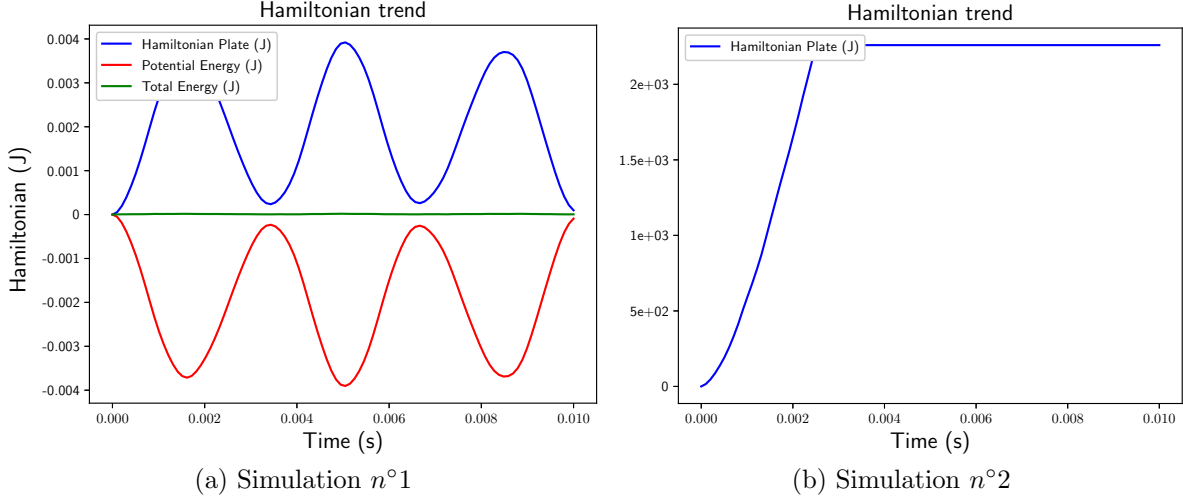 Hamiltonian trend
Hamiltonian Plate (J)
Potential Energy (J)
Total Energy (J)
0.004
0.003
0.002
0.001
0
-0.001
-0.002
-0.003
-0.004
Hamiltonian (J)
0.000 0.002 0.004 0.006 0.008 0.010
Time (s)
(a) Simulation n°1
Hamiltonian trend
Hamiltonian Plate (J)
2e+03
1.5e+03
1e+03
5e+02
0
0.000 0.002 0.004 0.006 0.008 0.010
Time (s)
(b) Simulation n°2